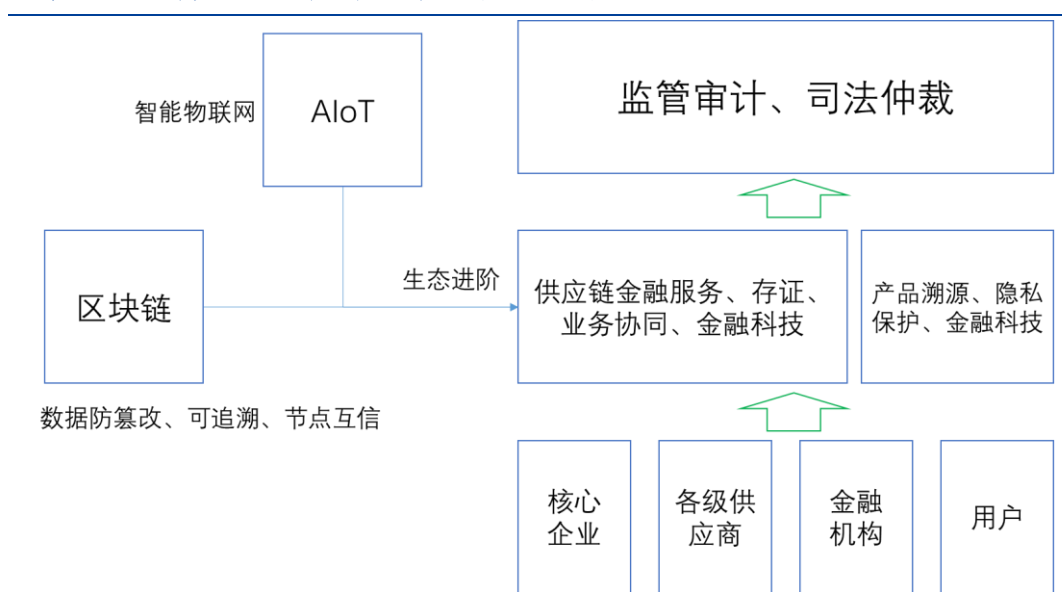 智能物联网
AIoT
监管审计、司法仲裁
区块链
生态进阶
供应链金融服务、存证、
业务协同、金融科技
产品溯源、隐私
保护、金融科技
数据防篡改、可追溯、节点互信
核心
企业
各级供
应商
金融
机构
用户